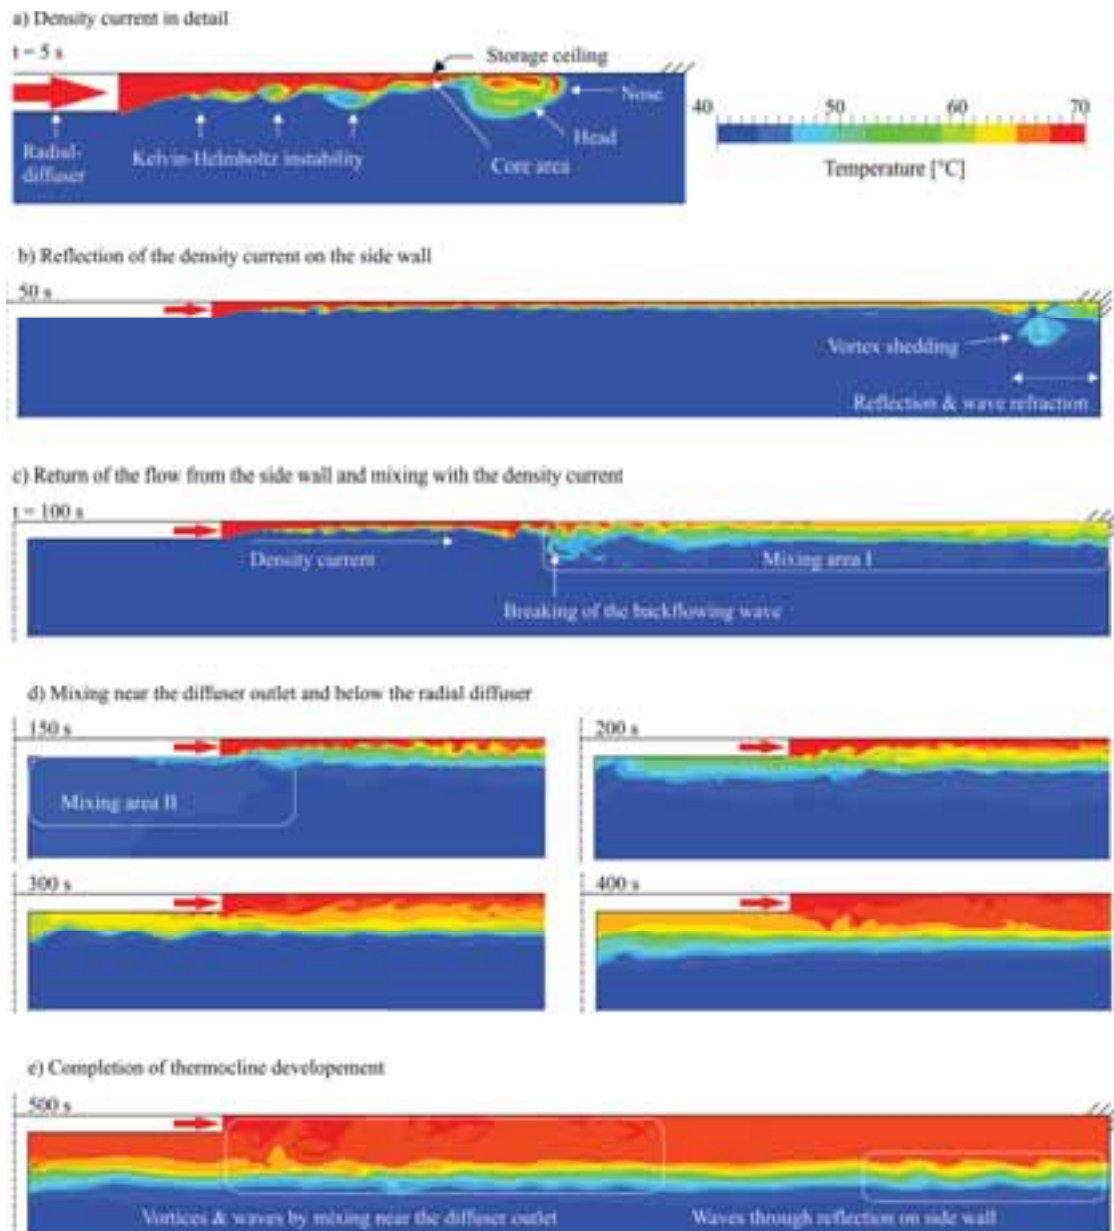 a) Density current in detail
t = 5 s
Storage ceiling
Nose
Head
Core area
Kelvin-Helmholtz instability
Radial-
diffuser
40 50 60 70
Temperature [°C]
b) Reflection of the density current on the side wall
50 s
Vortex shedding
Reflection & wave refraction
c) Return of the flow from the side wall and mixing with the density current
t = 100 s
Density current
Mixing area I
Breaking of the backflowing wave
d) Mixing near the diffuser outlet and below the radial diffuser
150 s
200 s
Mixing area II
300 s
400 s
e) Completion of thermocline developement
500 s
Vortices & waves by mixing near the diffuser outlet
Waves through reflection on side wall